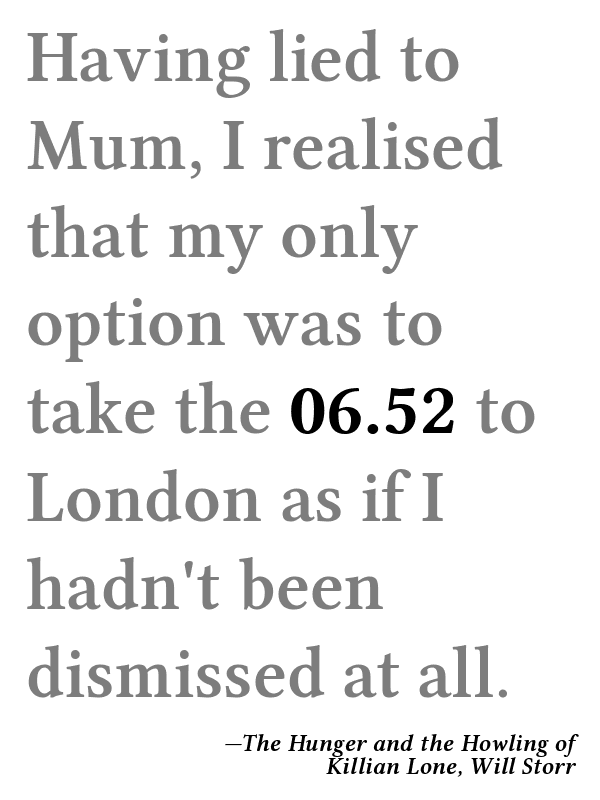 Having lied to
Mum, I realised
that my only
option was to
take the 06.52 to
London as if I
hadn't been
dismissed at all.
—The Hunger and the Howling of
Killian Lone, Will Storr